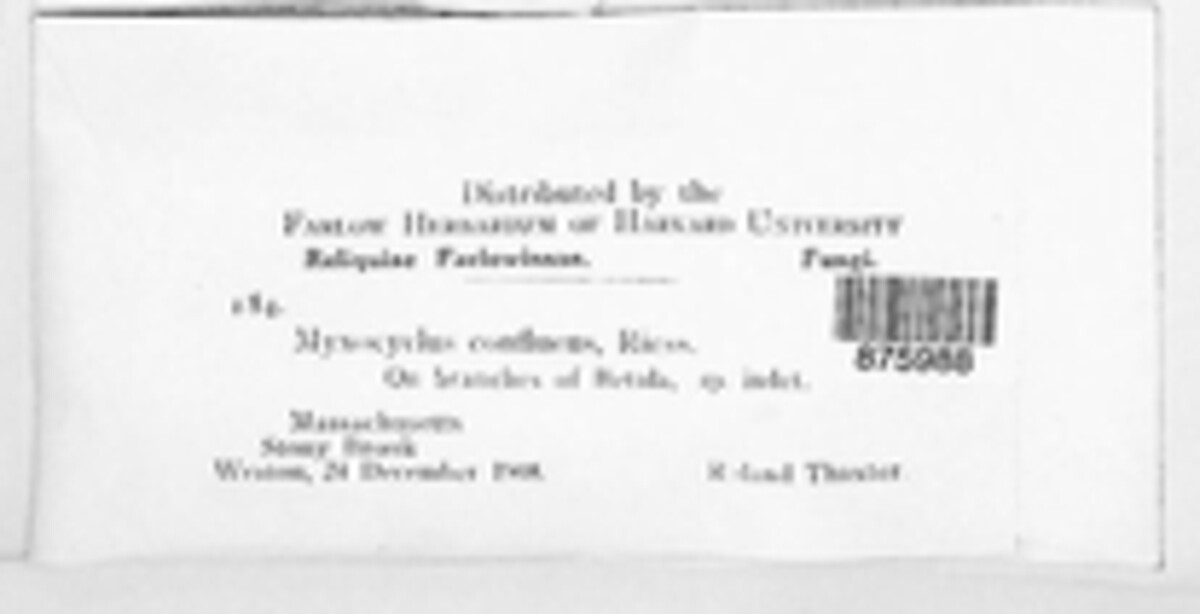 Distributed by the
FARLOW HERBARIUM OF HARVARD UNIVERSITY
Reliquiae Farlowianae. Fungi.
875988
Myxocyclus confluens, Riess.
On branches of Betula, sp. indet.
Massachusetts
Stony Brook
Weston, 24 December Roland Thaxter